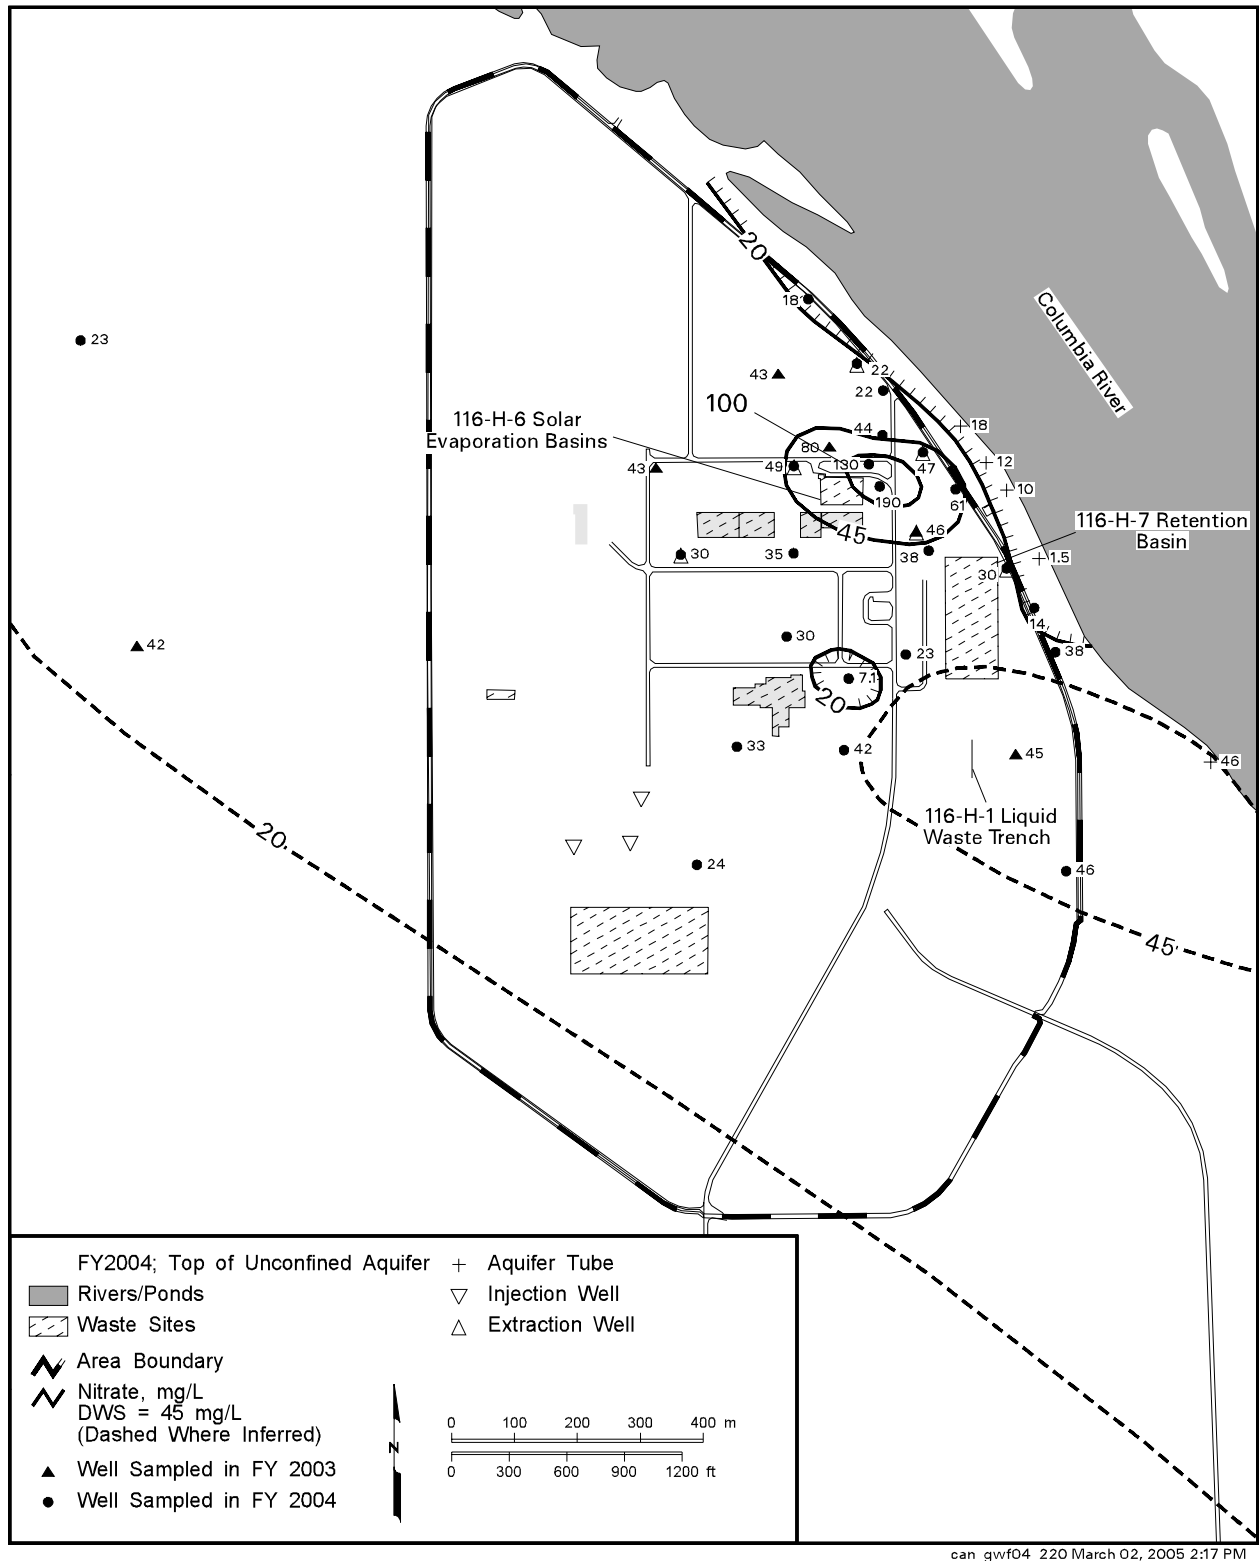 20
18
23
22
43
22
Columbia River
100
116-H-6 Solar
Evaporation Basins
44
18
80
47
12
43
49
130
10
190
61
45
46
116-H-7 Retention
Basin
30
35
38
1.5
30
14
30
42
23
38
7.1
20
33
42
45
46
116-H-1 Liquid
Waste Trench
20
24
46
45
FY2004; Top of Unconfined Aquifer
Rivers/Ponds
Waste Sites
Area Boundary
Nitrate, mg/L
DWS = 45 mg/L
(Dashed Where Inferred)
Well Sampled in FY 2003
Well Sampled in FY 2004
Aquifer Tube
Injection Well
Extraction Well
N
0 100 200 300 400 m
0 300 600 900 1200 ft
can_gwf04_220 March 02, 2005 2:17 PM